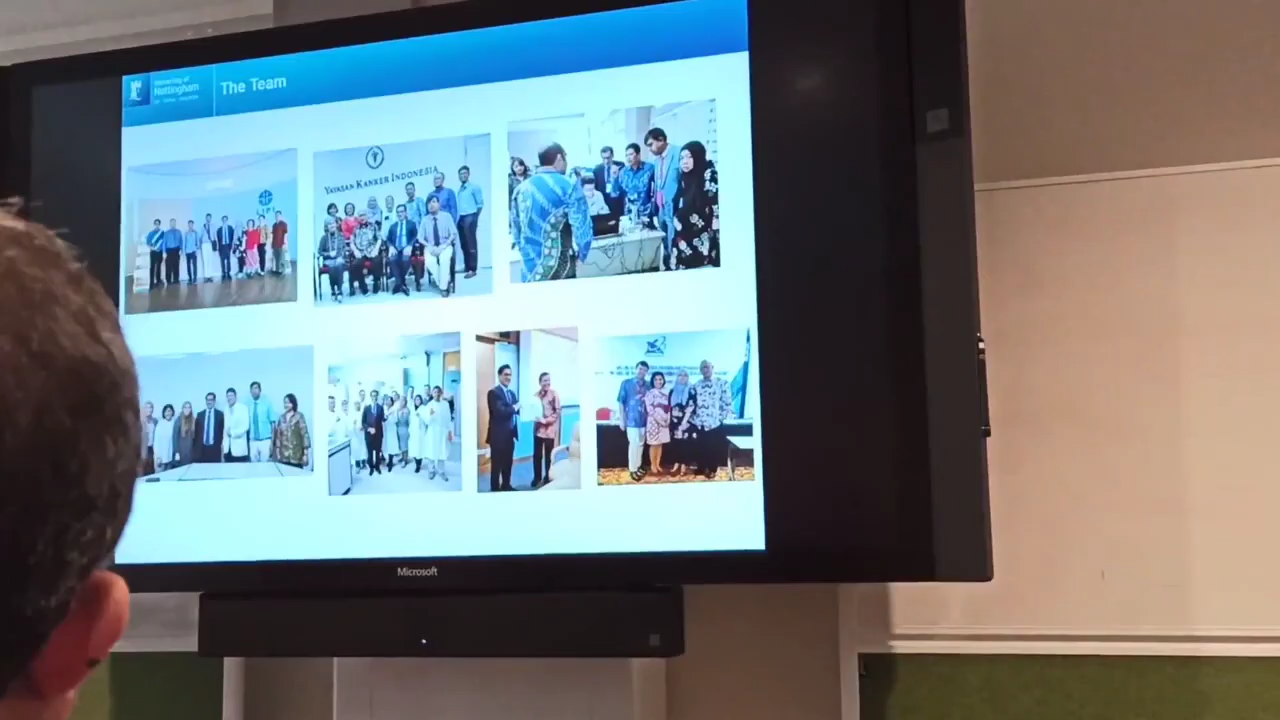 University of
Nottingham
The Team
YAYASAN KANKER INDONESIA
Microsoft